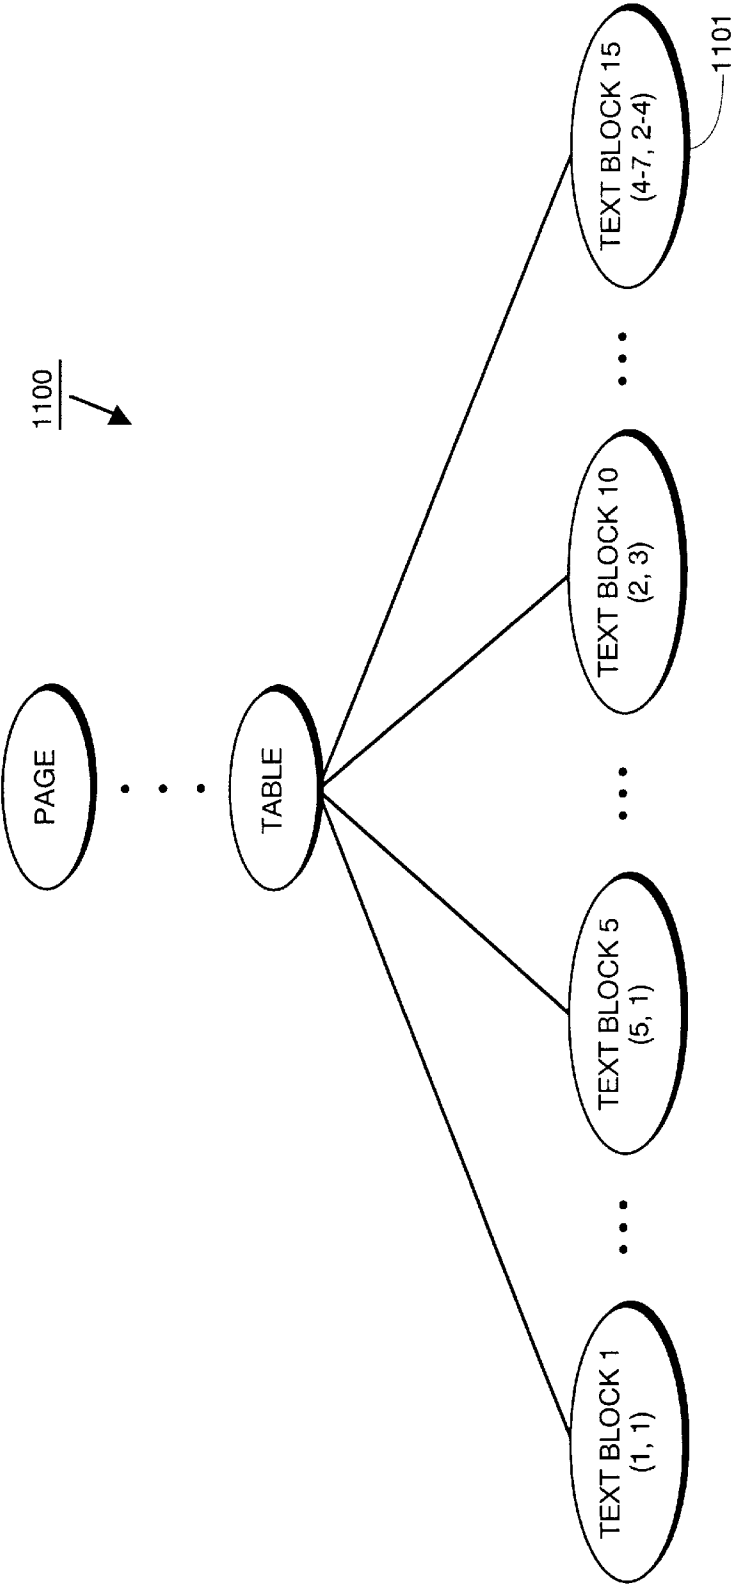 1100
PAGE
TABLE
TEXT BLOCK 1
(1, 1)
TEXT BLOCK 5
(5, 1)
TEXT BLOCK 10
(2, 3)
TEXT BLOCK 15
(4-7, 2-4)
1101